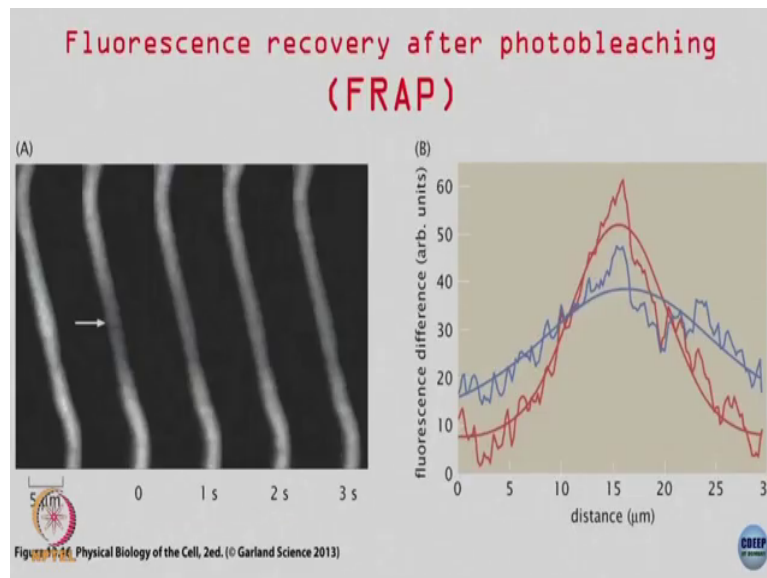 Fluorescence recovery after photobleaching
(FRAP)
(A)
(B)
fluorescence difference (arb. units)
60
50
40
30
20
10
0
0 5 10 15 20 25
distance (μm)
5 μm
0 1 s 2 s 3 s
Physical Biology of the Cell, 2ed. (© Garland Science 2013)
NPTEL
CDEEP